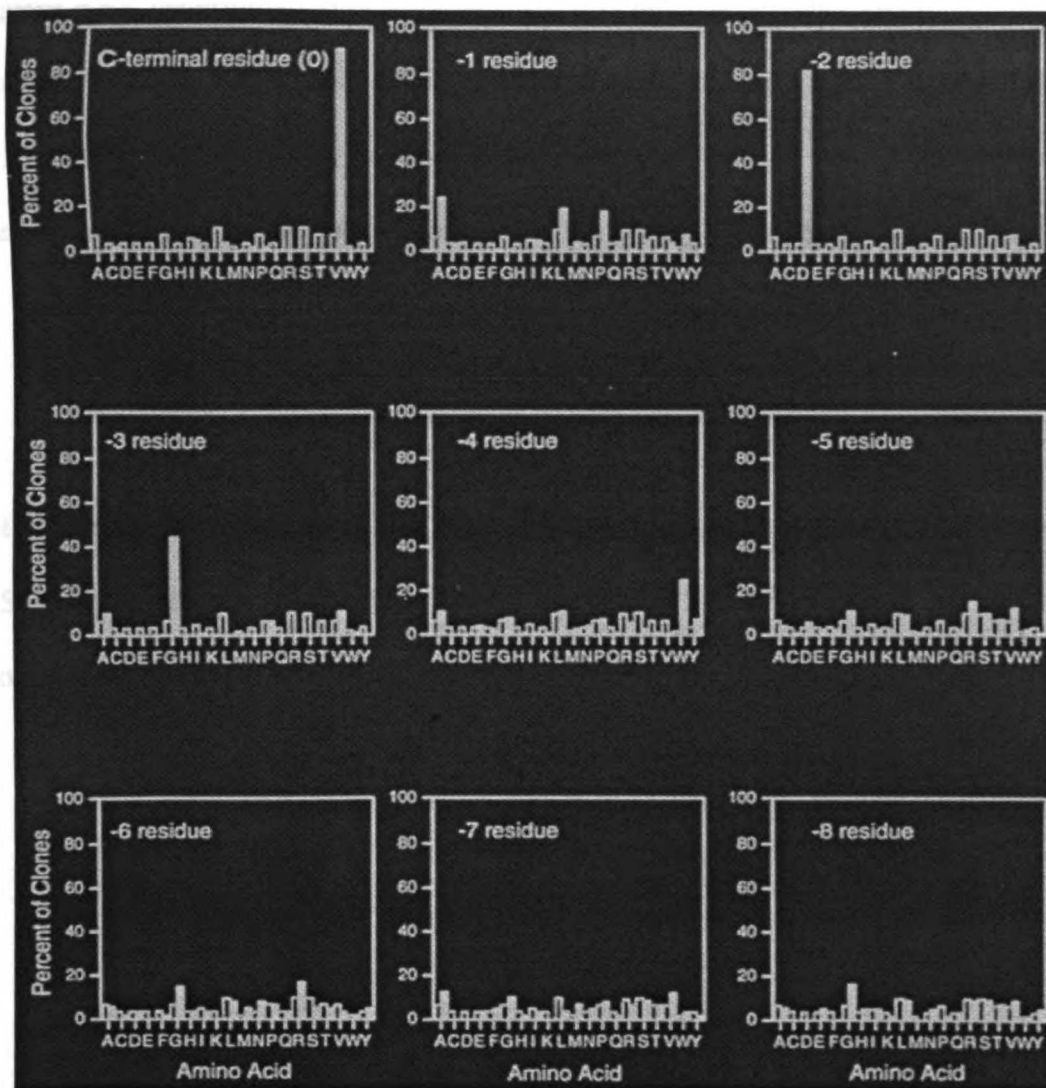 C-terminal residue (0)
-1 residue
-2 residue
Percent of Clones
100
80
60
40
20
0
100
80
60
40
20
0
100
80
60
40
20
0
ACDEFGHIKLMNPQRSTVWY
ACDEFGHIKLMNPQRSTVWY
ACDEFGHIKLMNPQRSTVWY
-3 residue
-4 residue
-5 residue
Percent of Clones
100
80
60
40
20
0
100
80
60
40
20
0
100
80
60
40
20
0
ACDEFGHIKLMNPQRSTVWY
ACDEFGHIKLMNPQRSTVWY
ACDEFGHIKLMNPQRSTVWY
-6 residue
-7 residue
-8 residue
Percent of Clones
100
80
60
40
20
0
100
80
60
40
20
0
100
80
60
40
20
0
ACDEFGHIKLMNPQRSTVWY
ACDEFGHIKLMNPQRSTVWY
ACDEFGHIKLMNPQRSTVWY
Amino Acid
Amino Acid
Amino Acid